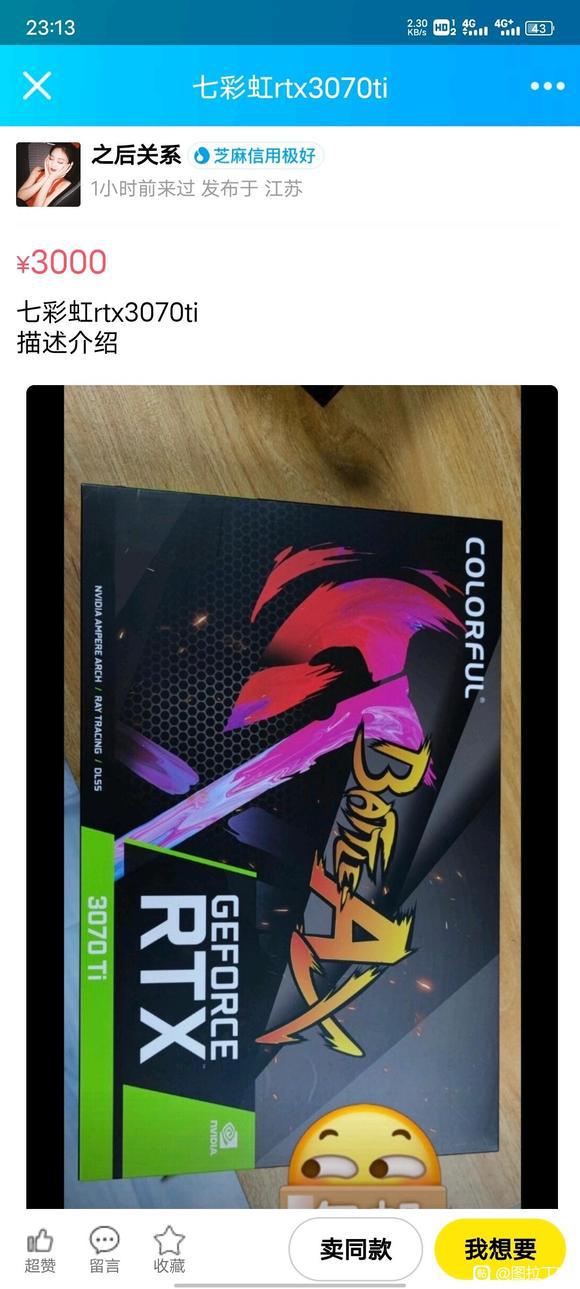 23:13
2.30 KB/s HD 1 2 4G 4G+ 43
七彩虹rtx3070ti
之后关系 芝麻信用极好
1小时前来过 发布于 江苏
¥3000
七彩虹rtx3070ti
描述介绍
COLORFUL®
BATTLE-AX
NVIDIA AMPERE ARCH / RAY TRACING / DLSS
GEFORCE
RTX
3070 Ti
NVIDIA
超赞 留言 收藏 卖同款 我想要